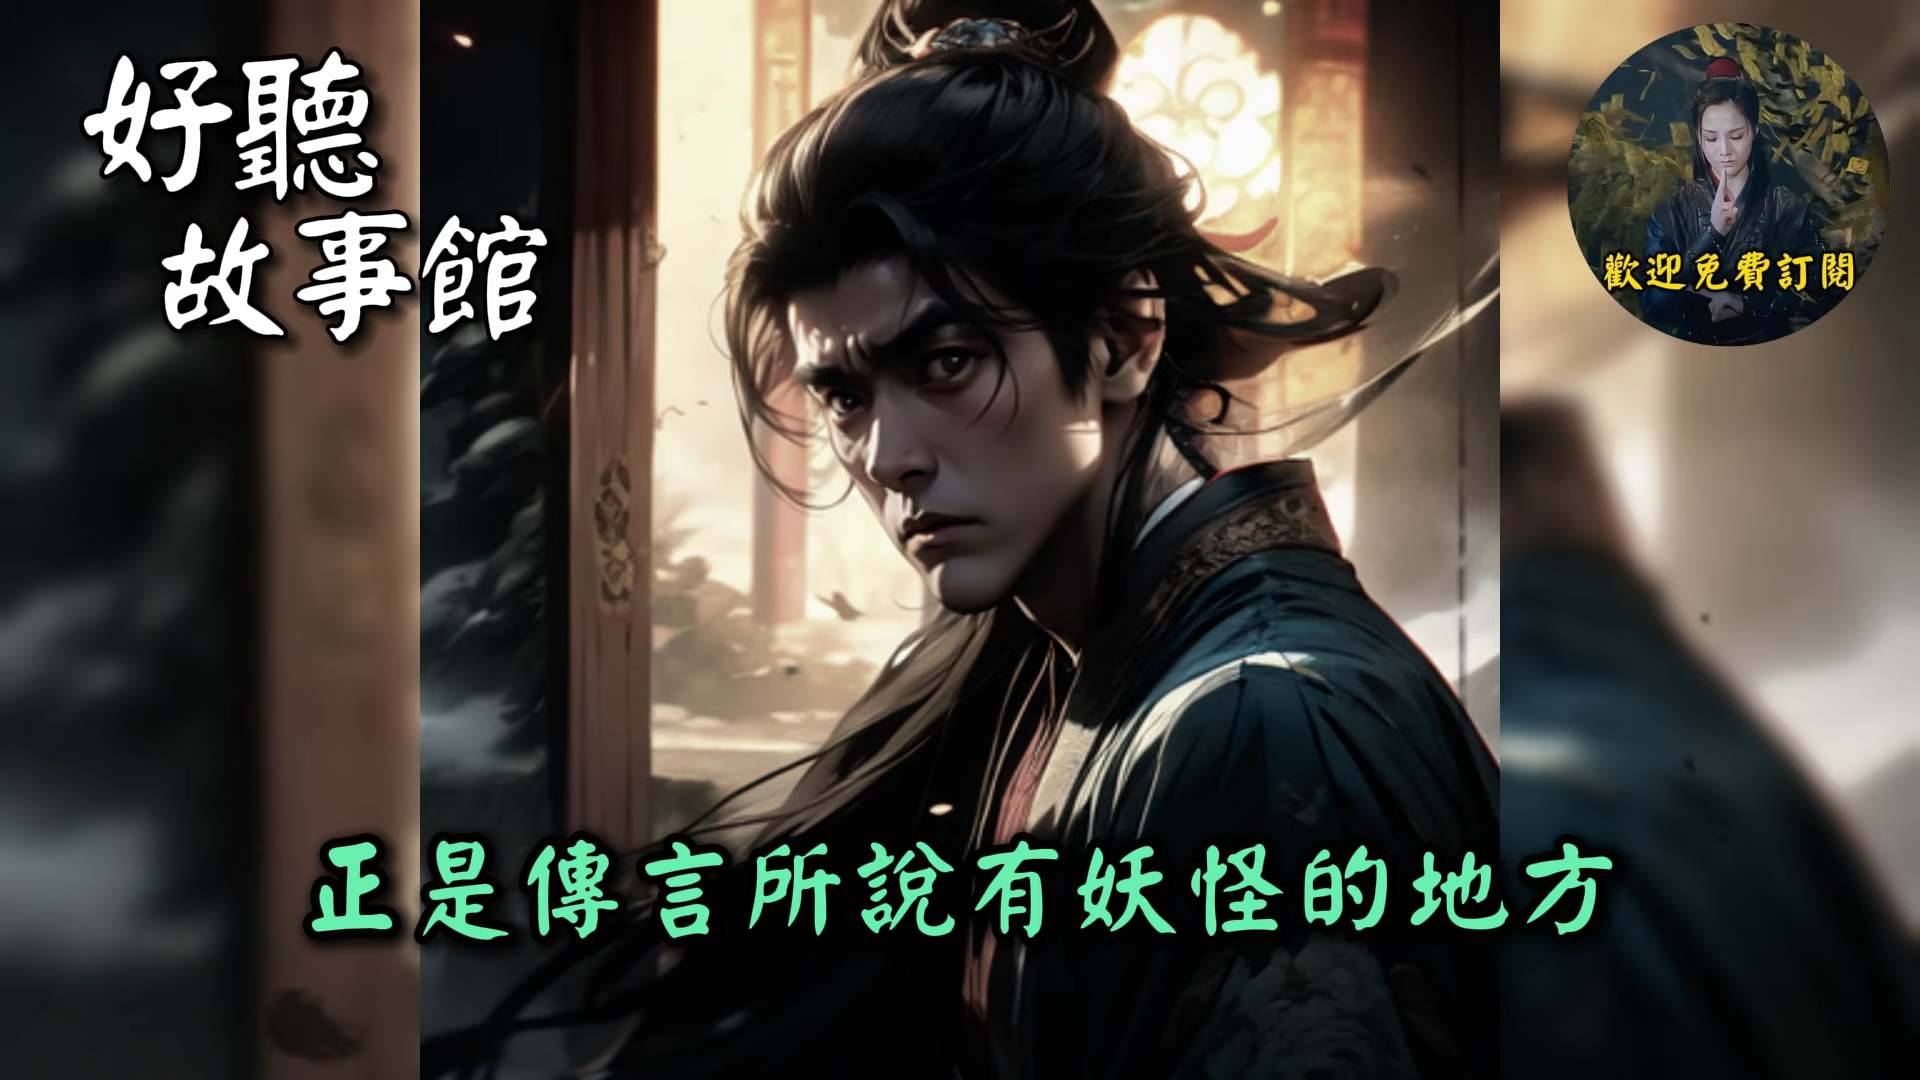 好聽
故事館
歡迎免費訂閱
正是傳言所說有妖怪的地方